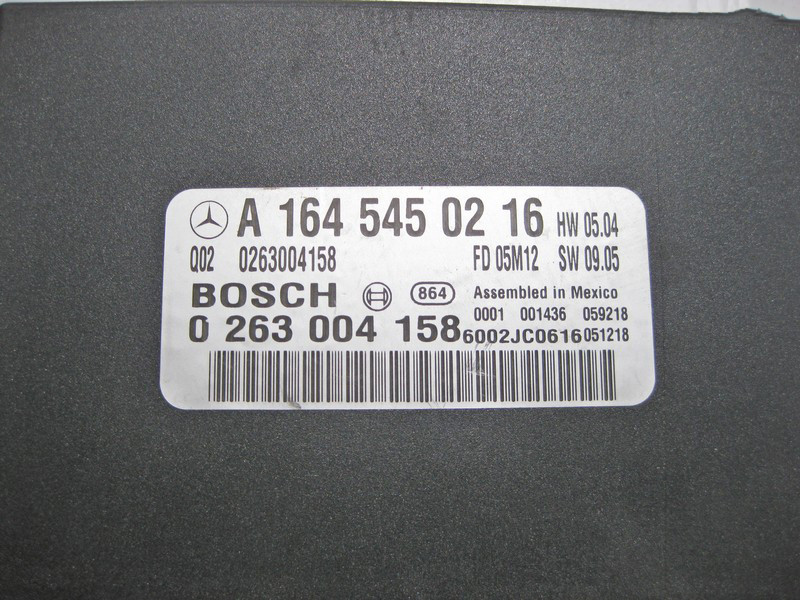 A 164 545 02 16 HW 05.04
Q02 0263004158 FD 05M12 SW 09.05
BOSCH 864 Assembled in Mexico
0001 001436 059218
0 263 004 158 6002JC0616 051218